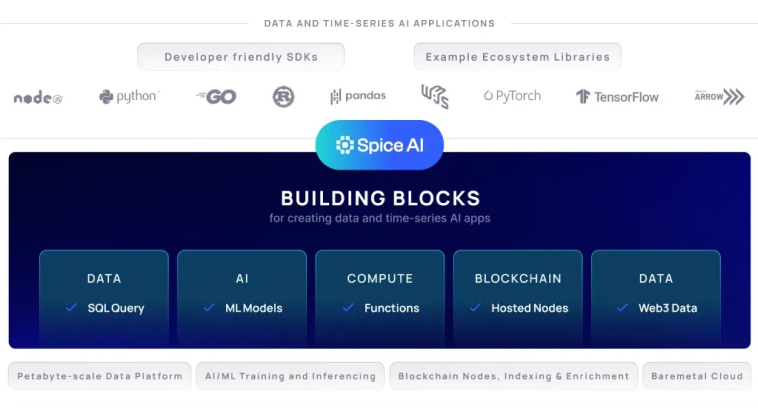 DATA AND TIME-SERIES AI APPLICATIONS
Developer friendly SDKs
Example Ecosystem Libraries
node
python
GO
R
pandas
PyTorch
TensorFlow
ARROW
Spice AI
BUILDING BLOCKS
for creating data and time-series AI apps
DATA
SQL Query
AI
ML Models
COMPUTE
Functions
BLOCKCHAIN
Hosted Nodes
DATA
Web3 Data
Petabyte-scale Data Platform
AI/ML Training and Inferencing
Blockchain Nodes, Indexing & Enrichment
Baremetal Cloud